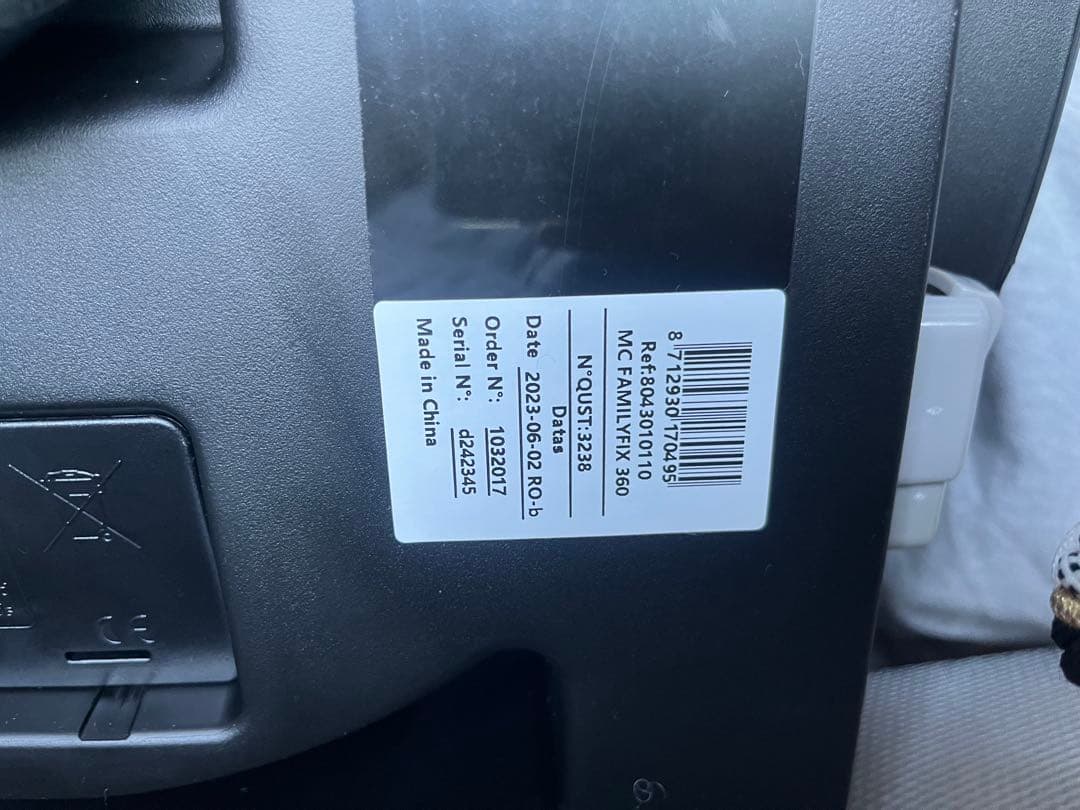 8 712930 170495
Ref:8043010110
MC FAMILYFIX 360
N°QUST:3238
Datas
Date 2023-06-02 RO-b
Order N°: 1032017
Serial N°: d242345
Made in China
CE